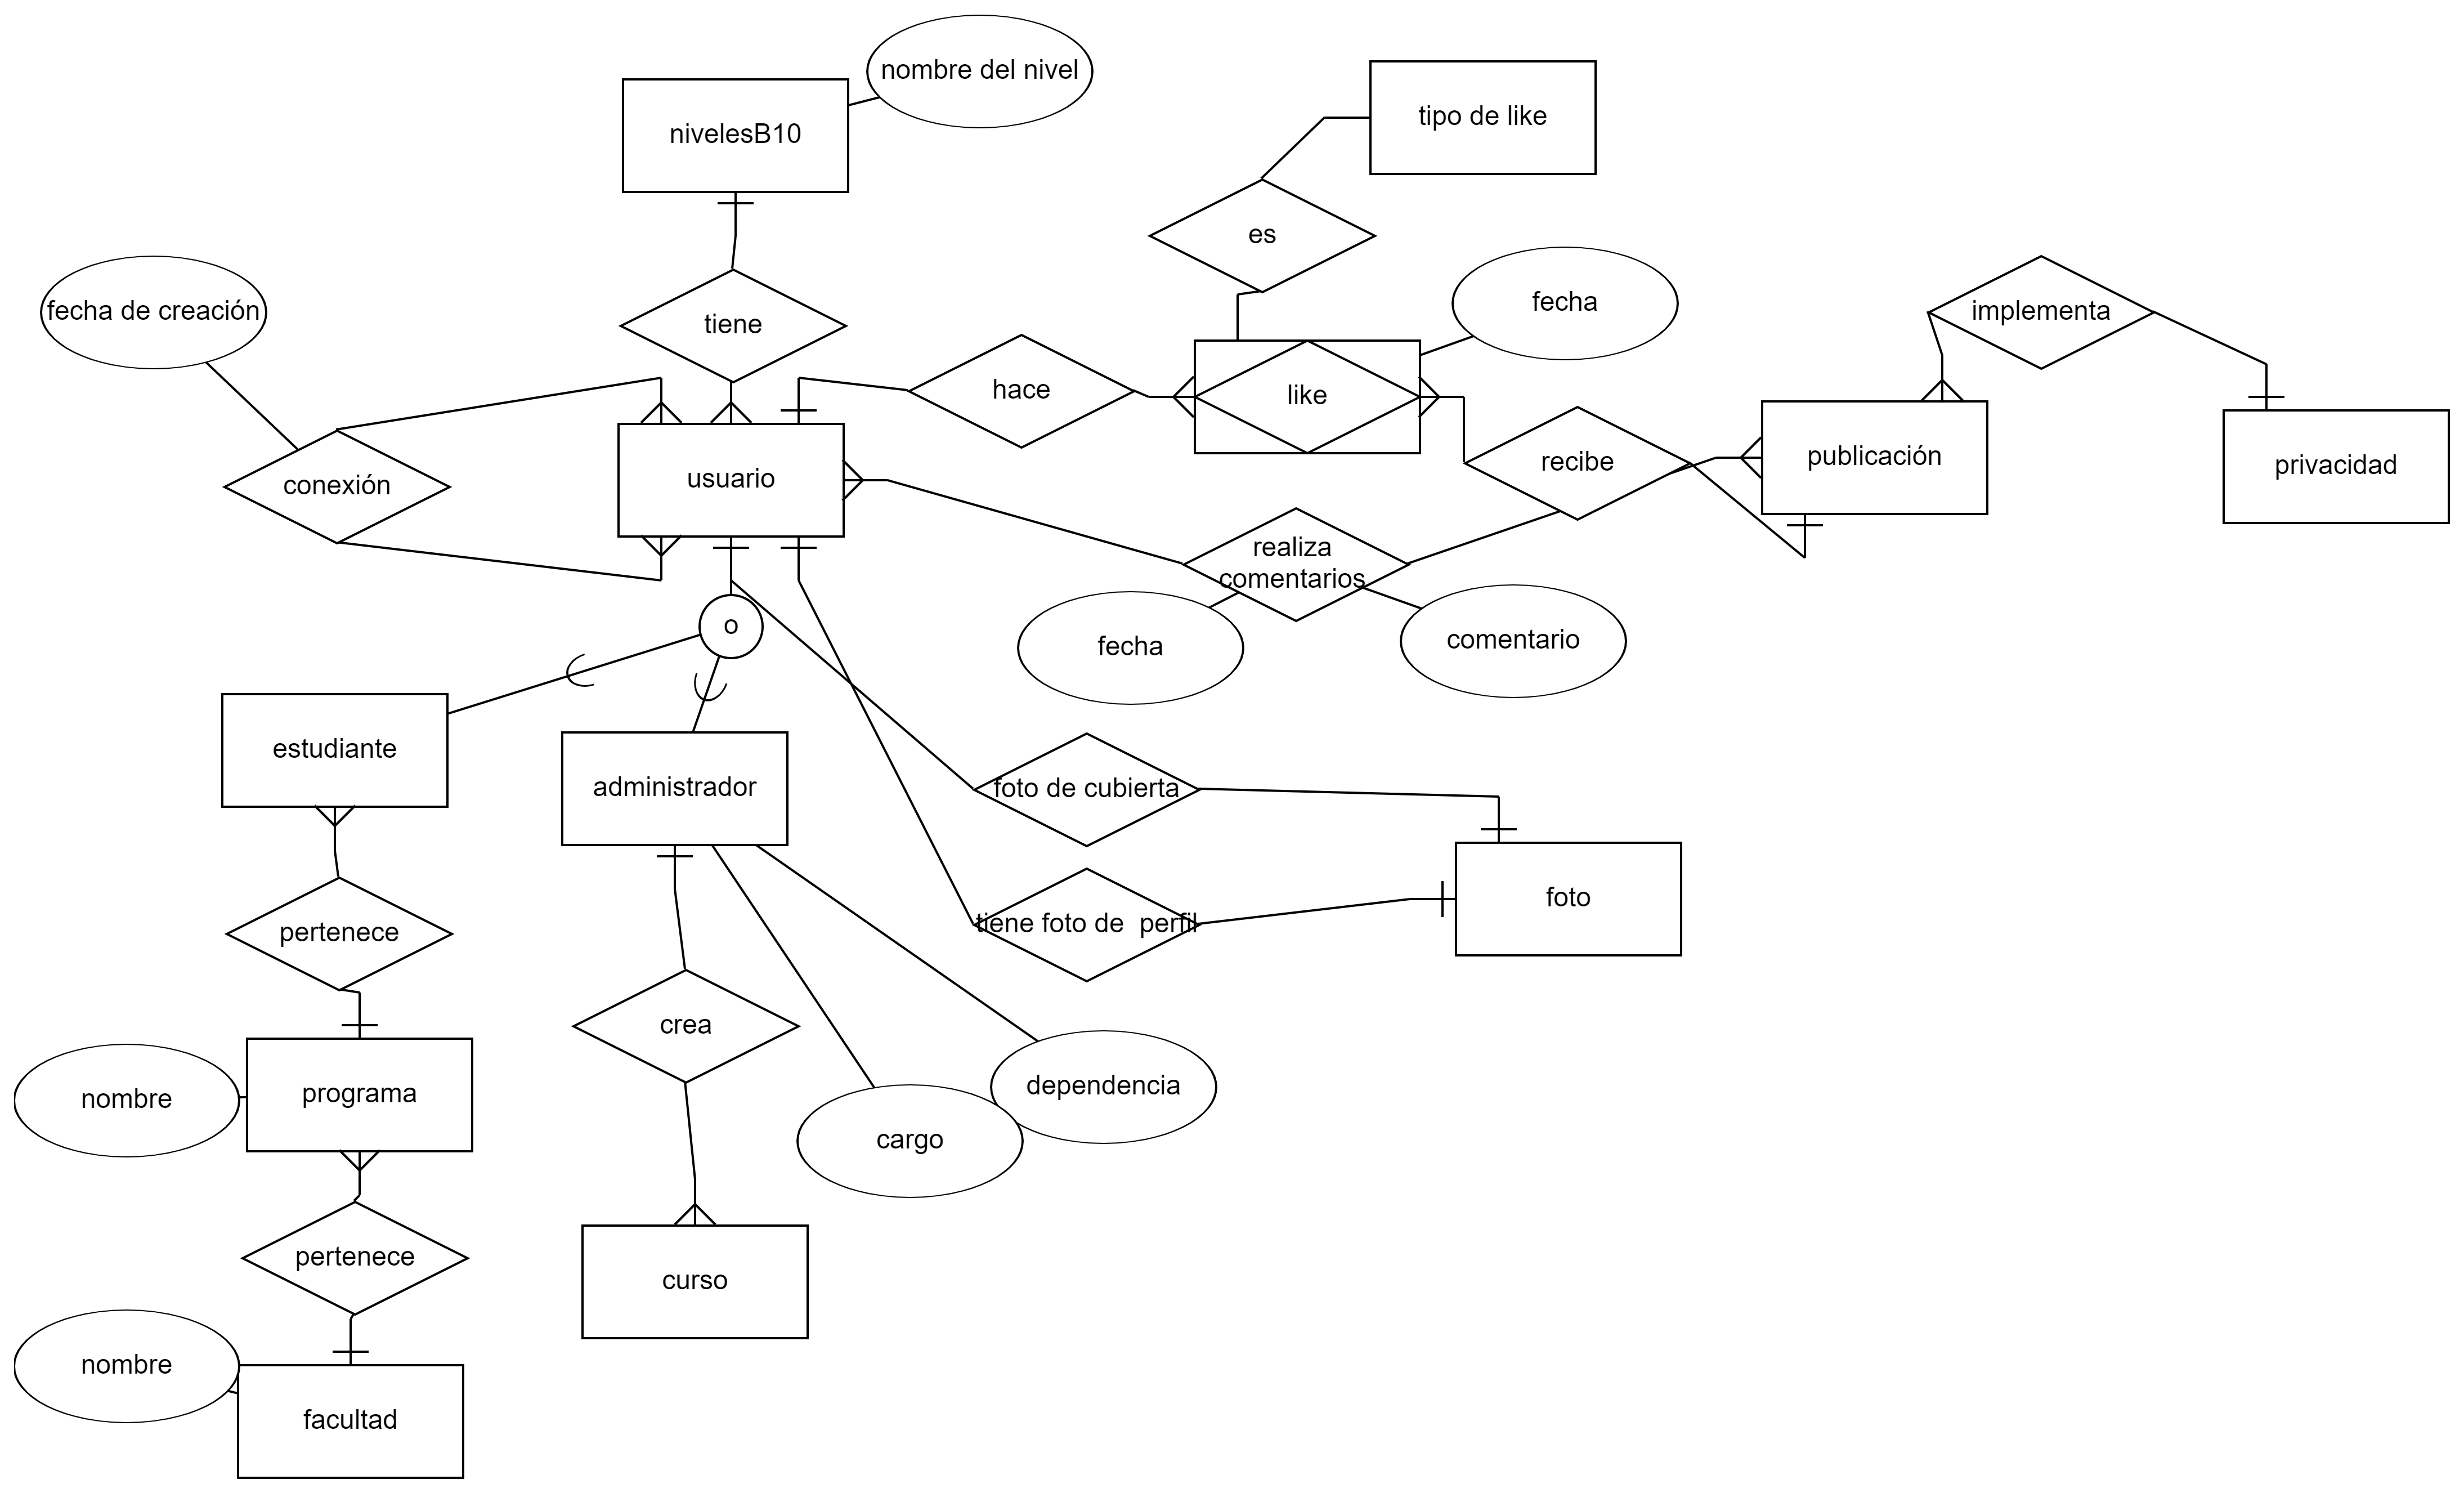 nombre del nivel
nivelesB10
tipo de like
es
fecha de creación
tiene
fecha
implementa
hace
like
conexión
usuario
recibe
publicación
privacidad
realiza
comentarios
o
fecha
comentario
estudiante
administrador
foto de cubierta
foto
pertenece
tiene foto de  perfil
crea
nombre
programa
dependencia
cargo
pertenece
curso
nombre
facultad